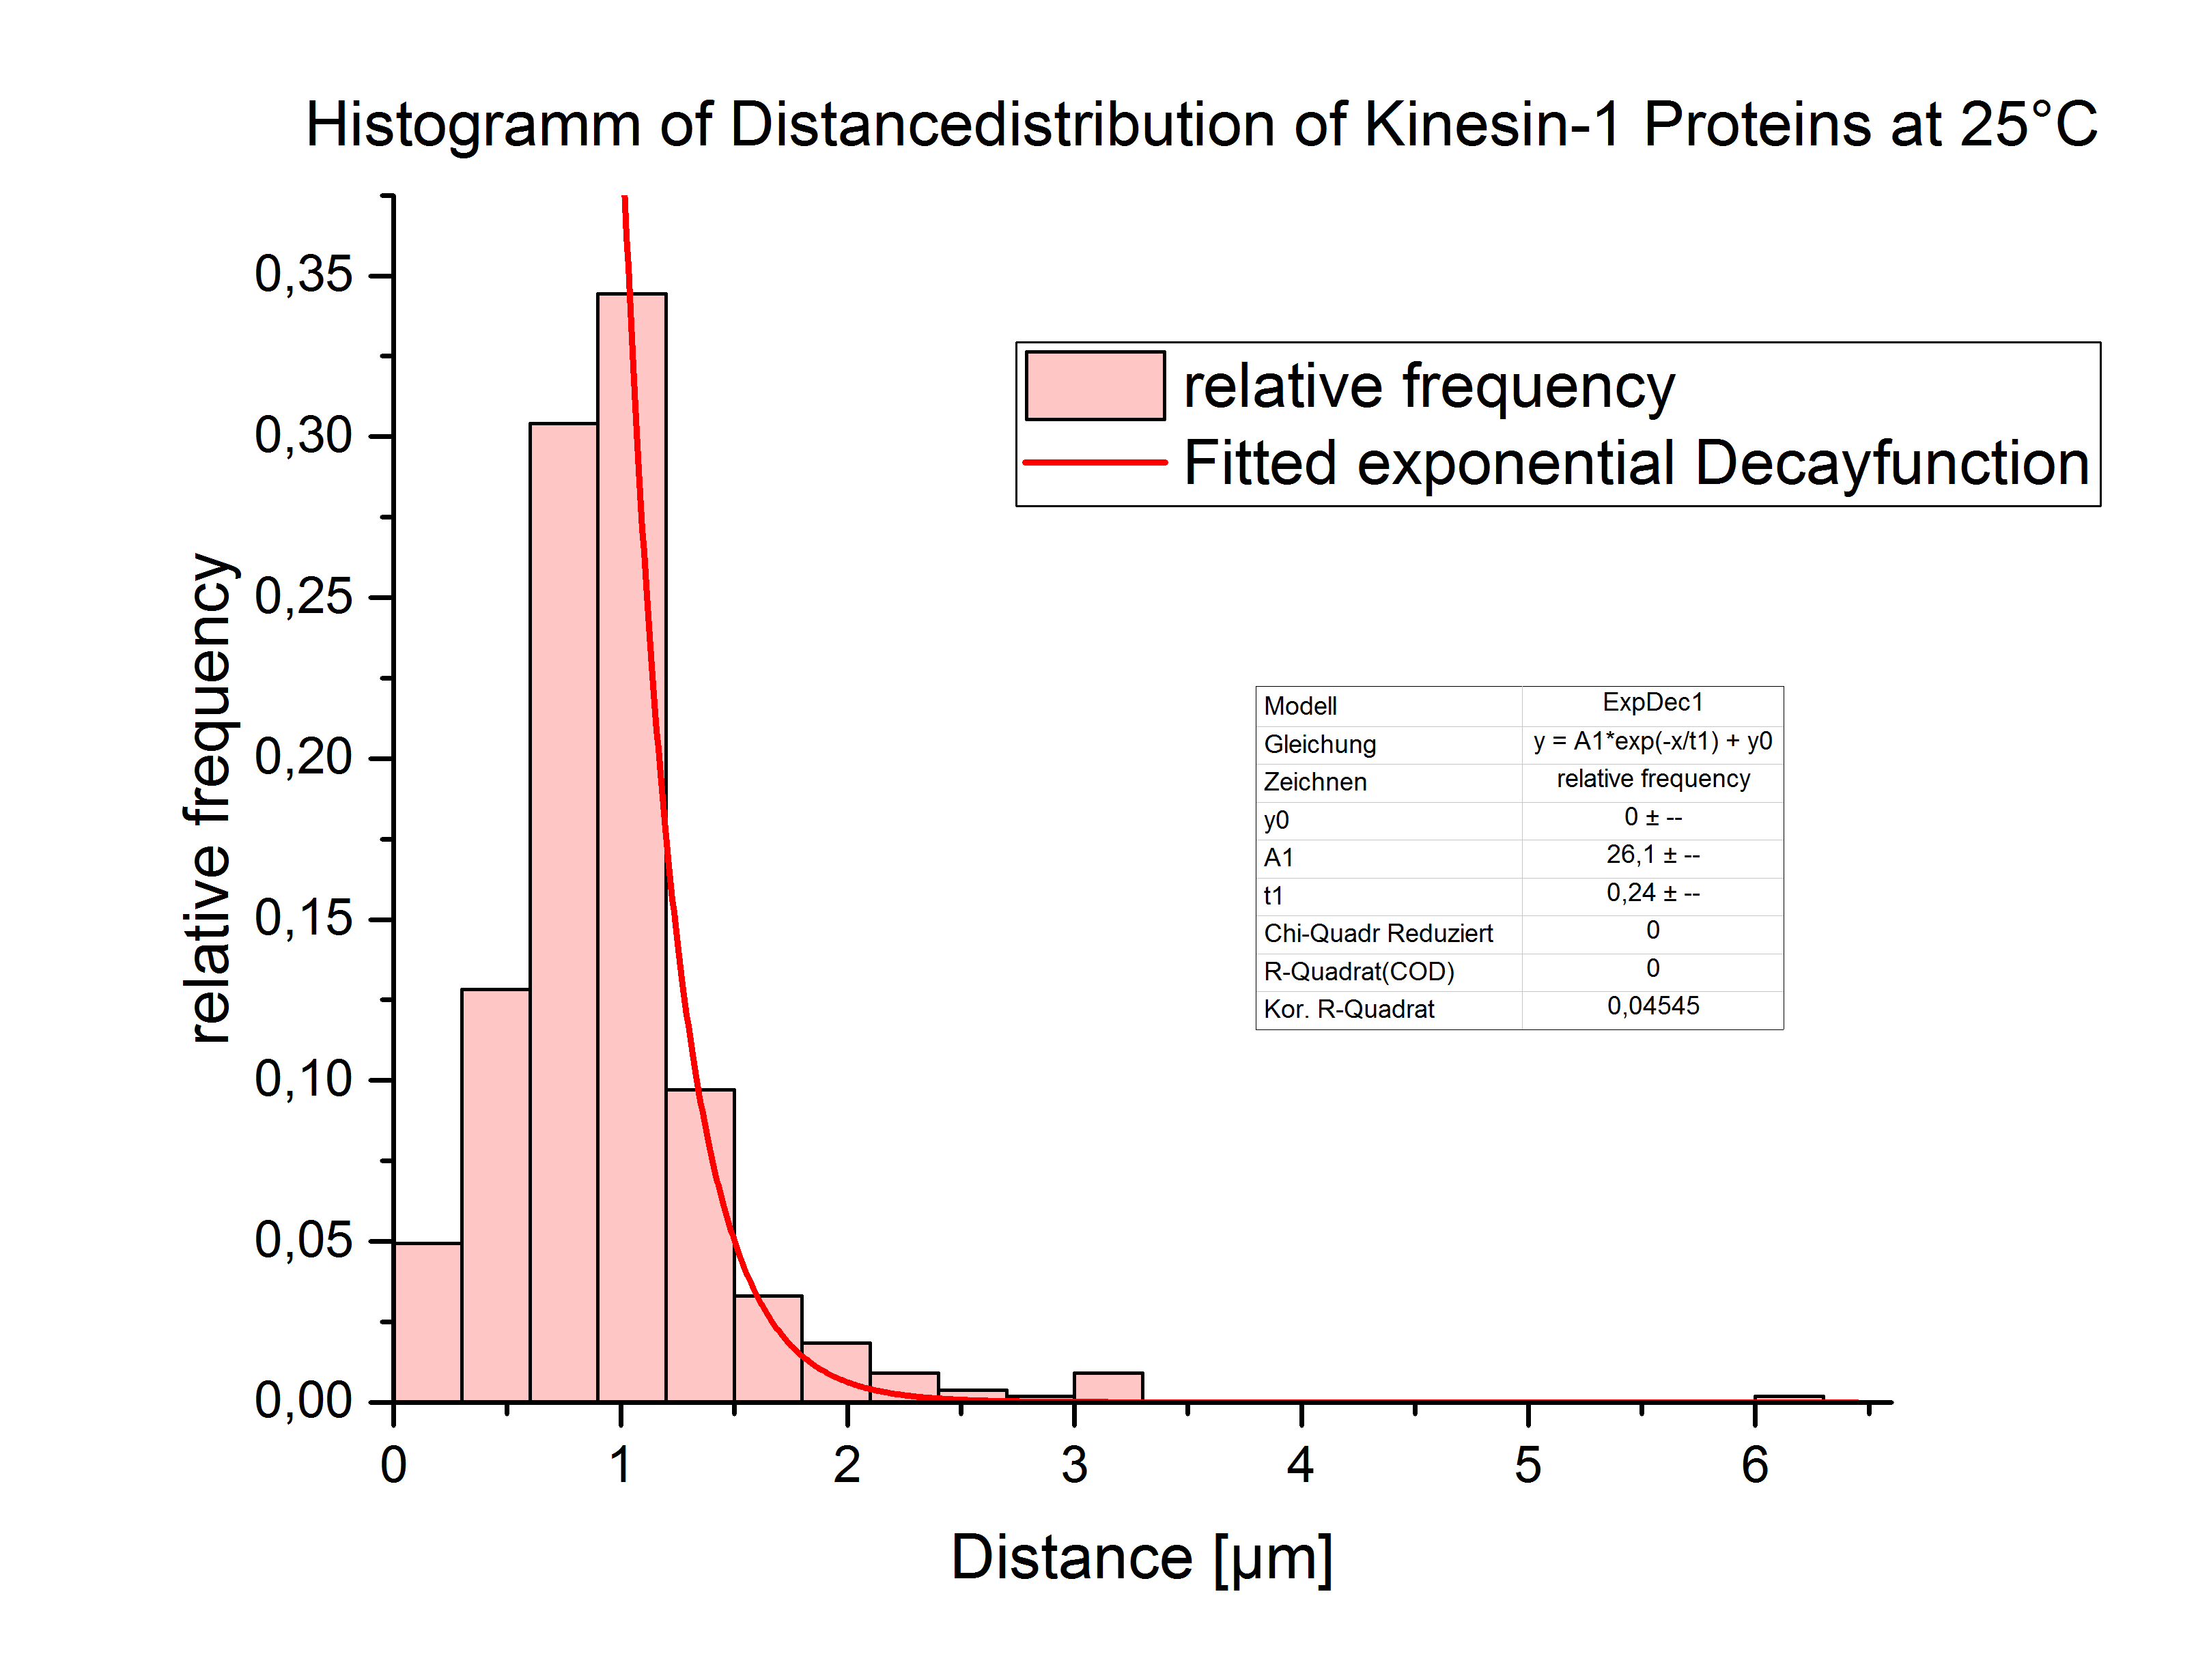 Histogramm of Distancedistribution of Kinesin-1 Proteins at 25°C
relative frequency
0,35
0,30
0,25
0,20
0,15
0,10
0,05
0,00
relative frequency
Fitted exponential Decayfunction
Modell ExpDec1
Gleichung y = A1*exp(-x/t1) + y0
Zeichnen relative frequency
y0 0 ± --
A1 26,1 ± --
t1 0,24 ± --
Chi-Quadr Reduziert 0
R-Quadrat(COD) 0
Kor. R-Quadrat 0,04545
0 1 2 3 4 5 6
Distance [µm]